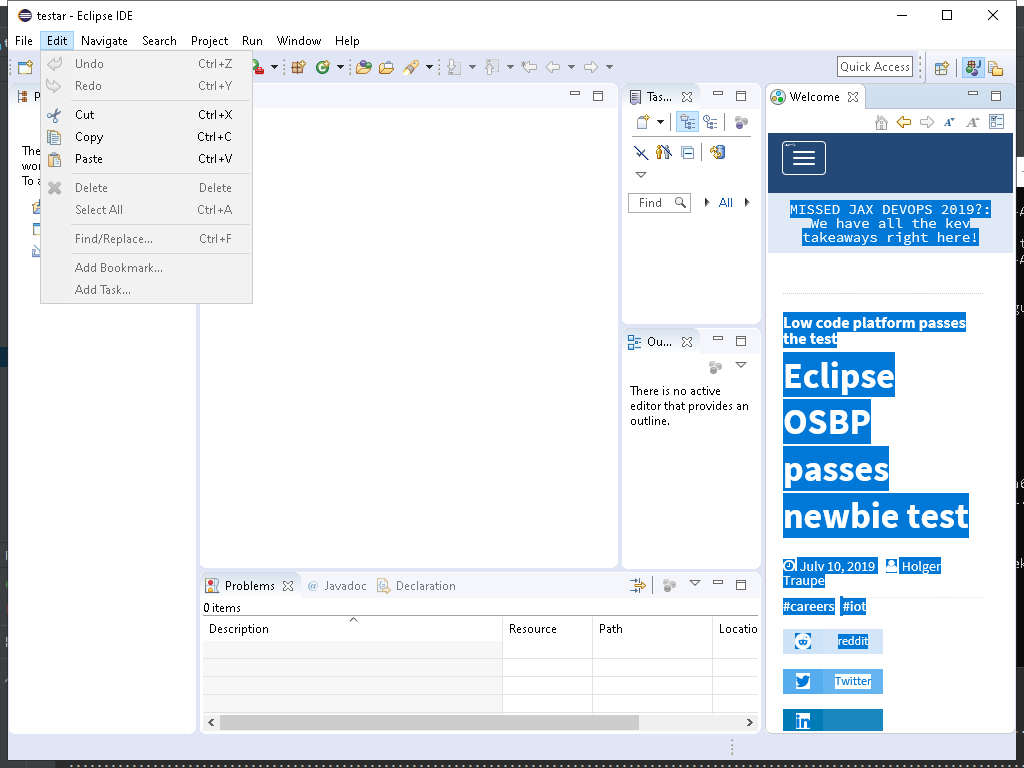 testar - Eclipse IDE
File Edit Navigate Search Project Run Window Help
Undo Ctrl+Z
Redo Ctrl+Y
Cut Ctrl+X
Copy Ctrl+C
Paste Ctrl+V
Delete Delete
Select All Ctrl+A
Find/Replace... Ctrl+F
Add Bookmark...
Add Task...
Quick Access
Tas...
Find All
Ou...
There is no active
editor that provides an
outline.
Problems @ Javadoc Declaration
0 items
Description Resource Path Locatio
Welcome
MISSED JAX DEVOPS 2019?:
We have all the key
takeaways right here!
Low code platform passes
the test
Eclipse
OSBP
passes
newbie test
July 10, 2019 Holger
Traupe
#careers #iot
reddit
Twitter
in